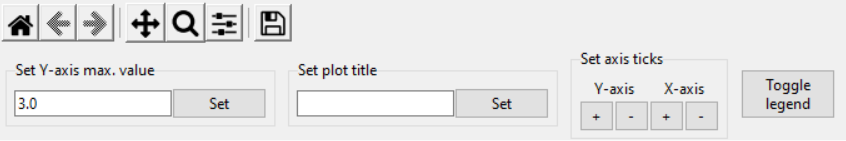 Set Y-axis max. value
3.0
Set
Set plot title
Set
Set axis ticks
Y-axis X-axis
+ - + -
Toggle
legend